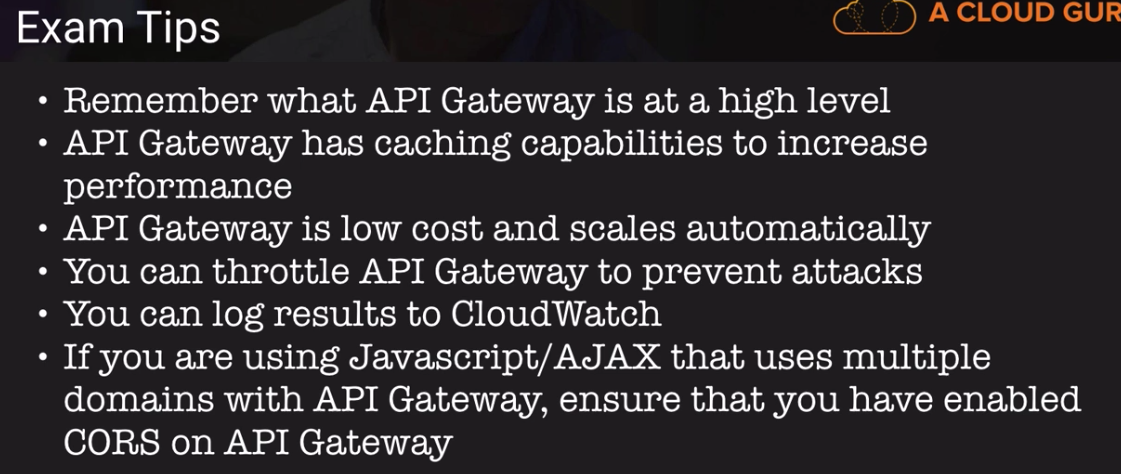 Exam Tips
A CLOUD GUR
• Remember what API Gateway is at a high level
• API Gateway has caching capabilities to increase
performance
• API Gateway is low cost and scales automatically
• You can throttle API Gateway to prevent attacks
• You can log results to CloudWatch
• If you are using Javascript/AJAX that uses multiple
domains with API Gateway, ensure that you have enabled
CORS on API Gateway